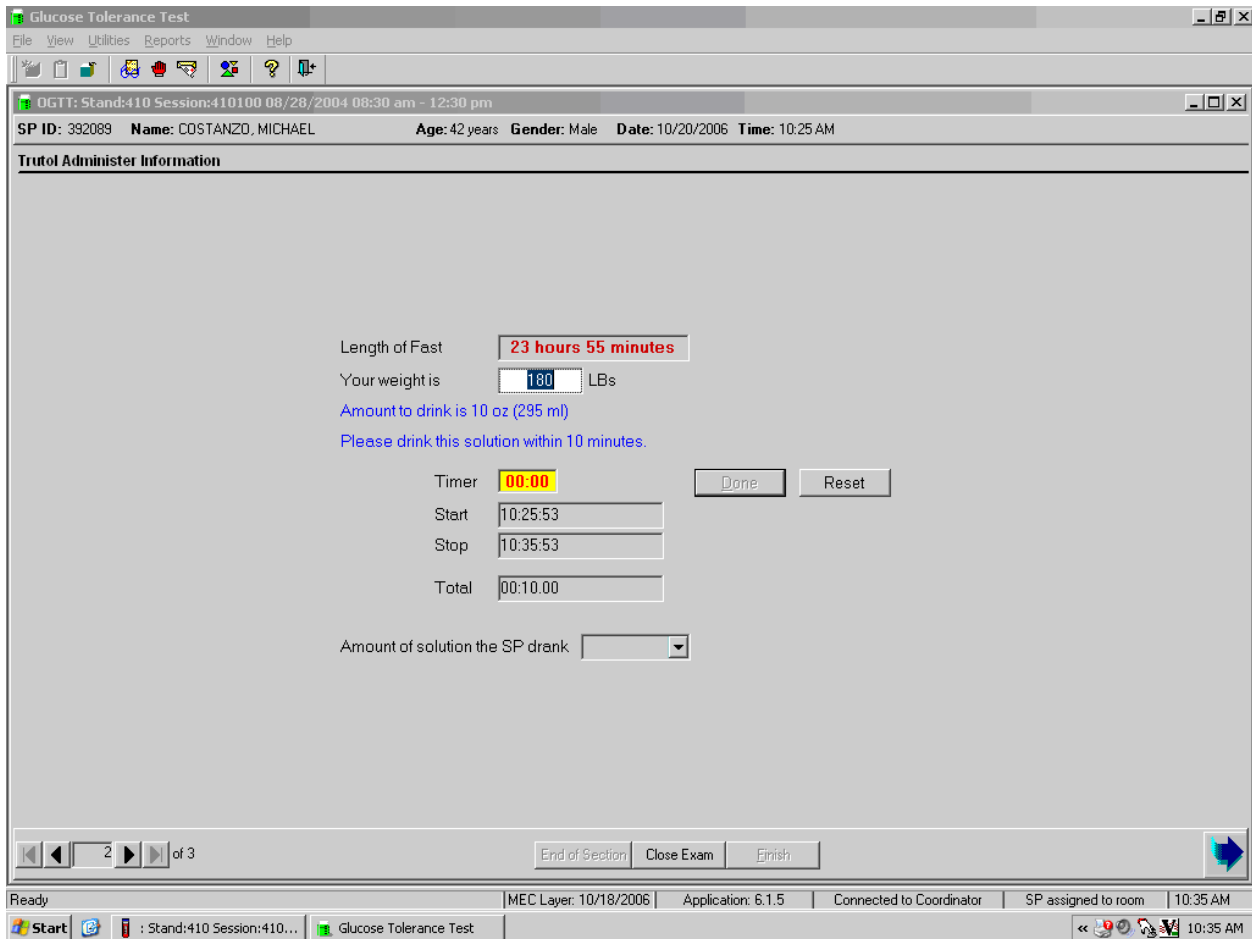 Glucose Tolerance Test
File View Utilities Reports Window Help
OGTT: Stand:410 Session:410100 08/28/2004 08:30 am - 12:30 pm
SP ID: 392089 Name: COSTANZO, MICHAEL Age: 42 years Gender: Male Date: 10/20/2006 Time: 10:25 AM
Trutol Administer Information
Length of Fast 23 hours 55 minutes
Your weight is 180 LBs
Amount to drink is 10 oz (295 ml)
Please drink this solution within 10 minutes.
Timer 00:00 Done Reset
Start 10:25:53
Stop 10:35:53
Total 00:10.00
Amount of solution the SP drank
2 of 3 End of Section Close Exam Finish
Ready MEC Layer: 10/18/2006 Application: 6.1.5 Connected to Coordinator SP assigned to room 10:35 AM
Start : Stand:410 Session:410... Glucose Tolerance Test « 10:35 AM